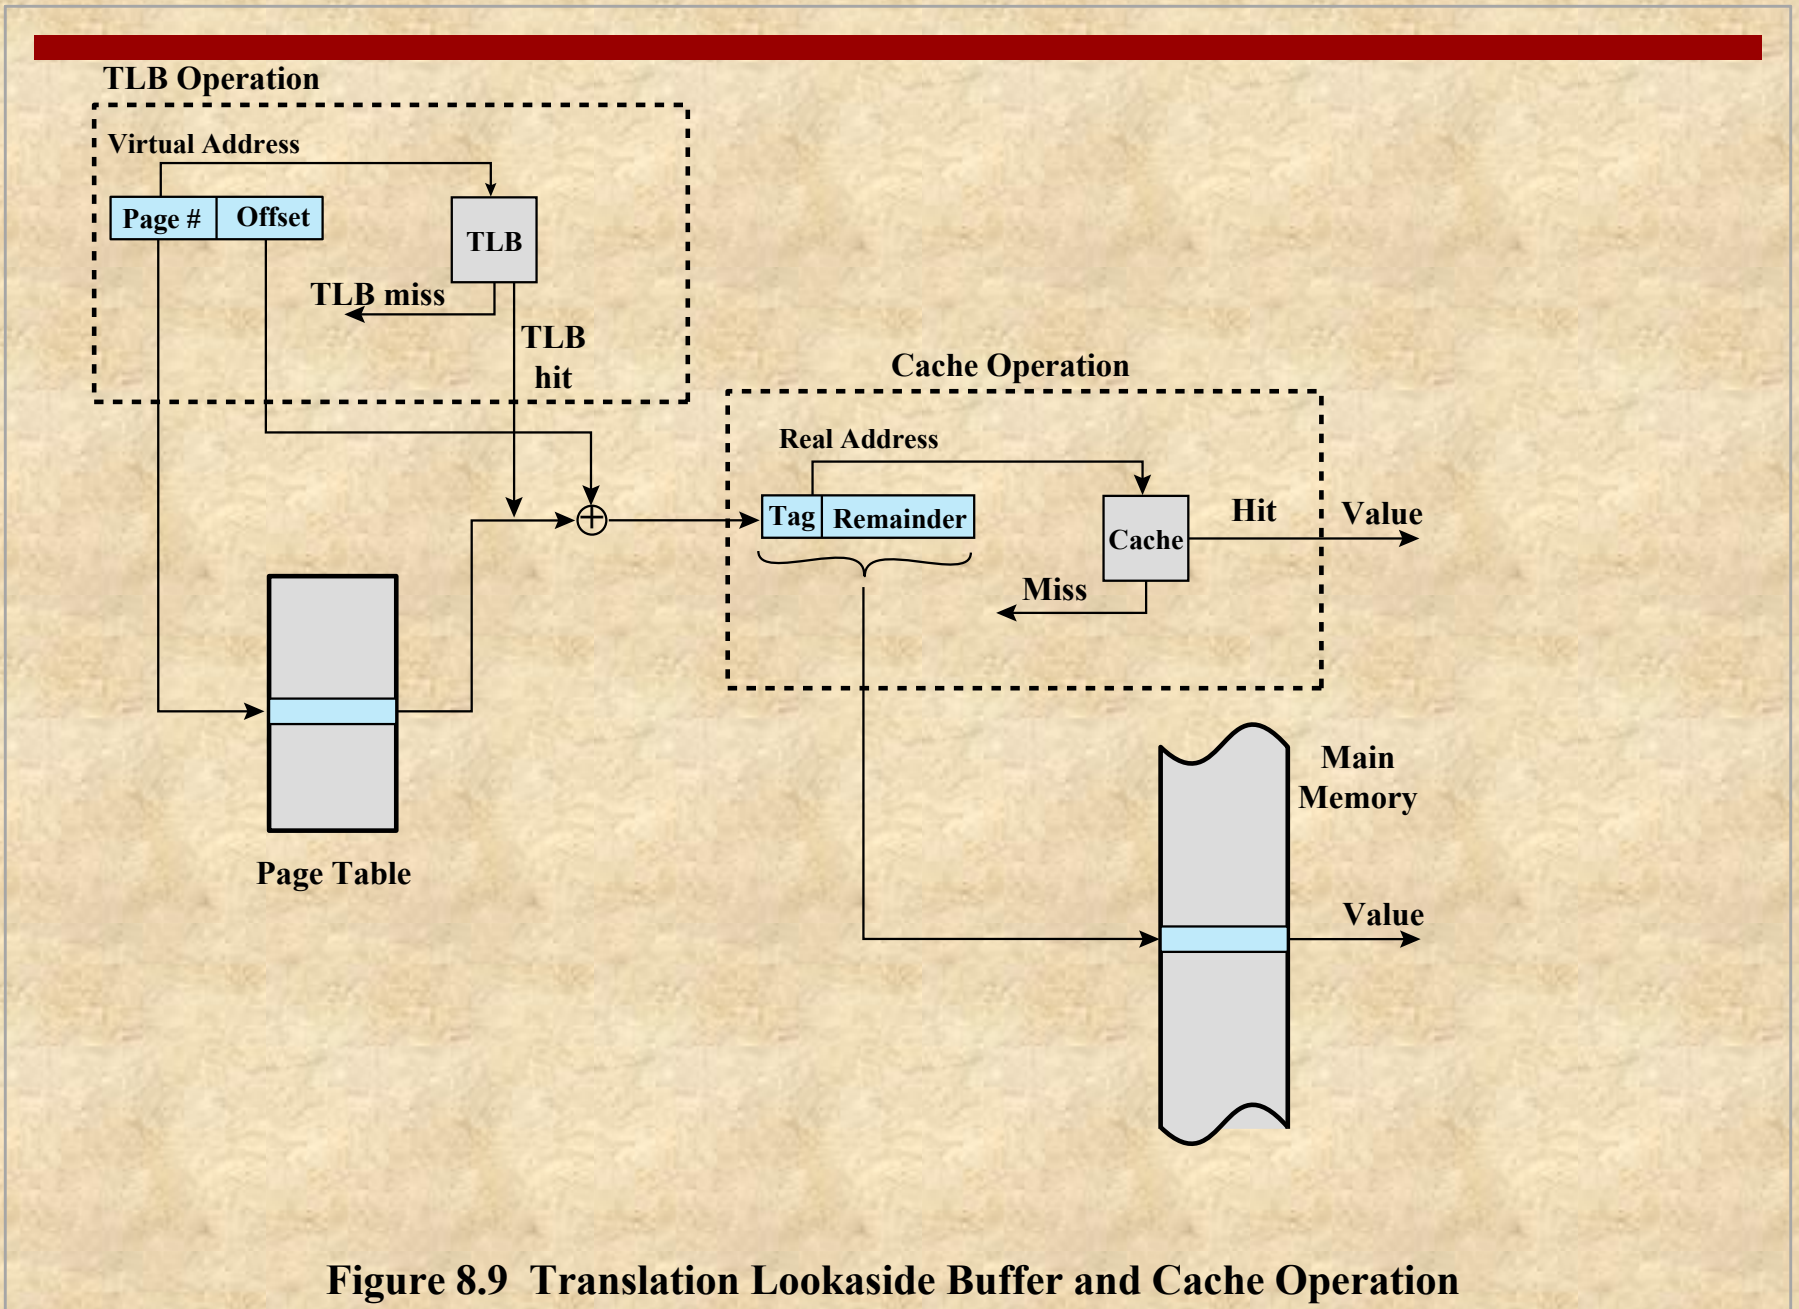 TLB Operation
Virtual Address
Page #
Offset
TLB
TLB miss
TLB
hit
Cache Operation
Real Address
Tag
Remainder
Cache
Hit
Value
Miss
Page Table
Main
Memory
Value
Figure 8.9 Translation Lookaside Buffer and Cache Operation